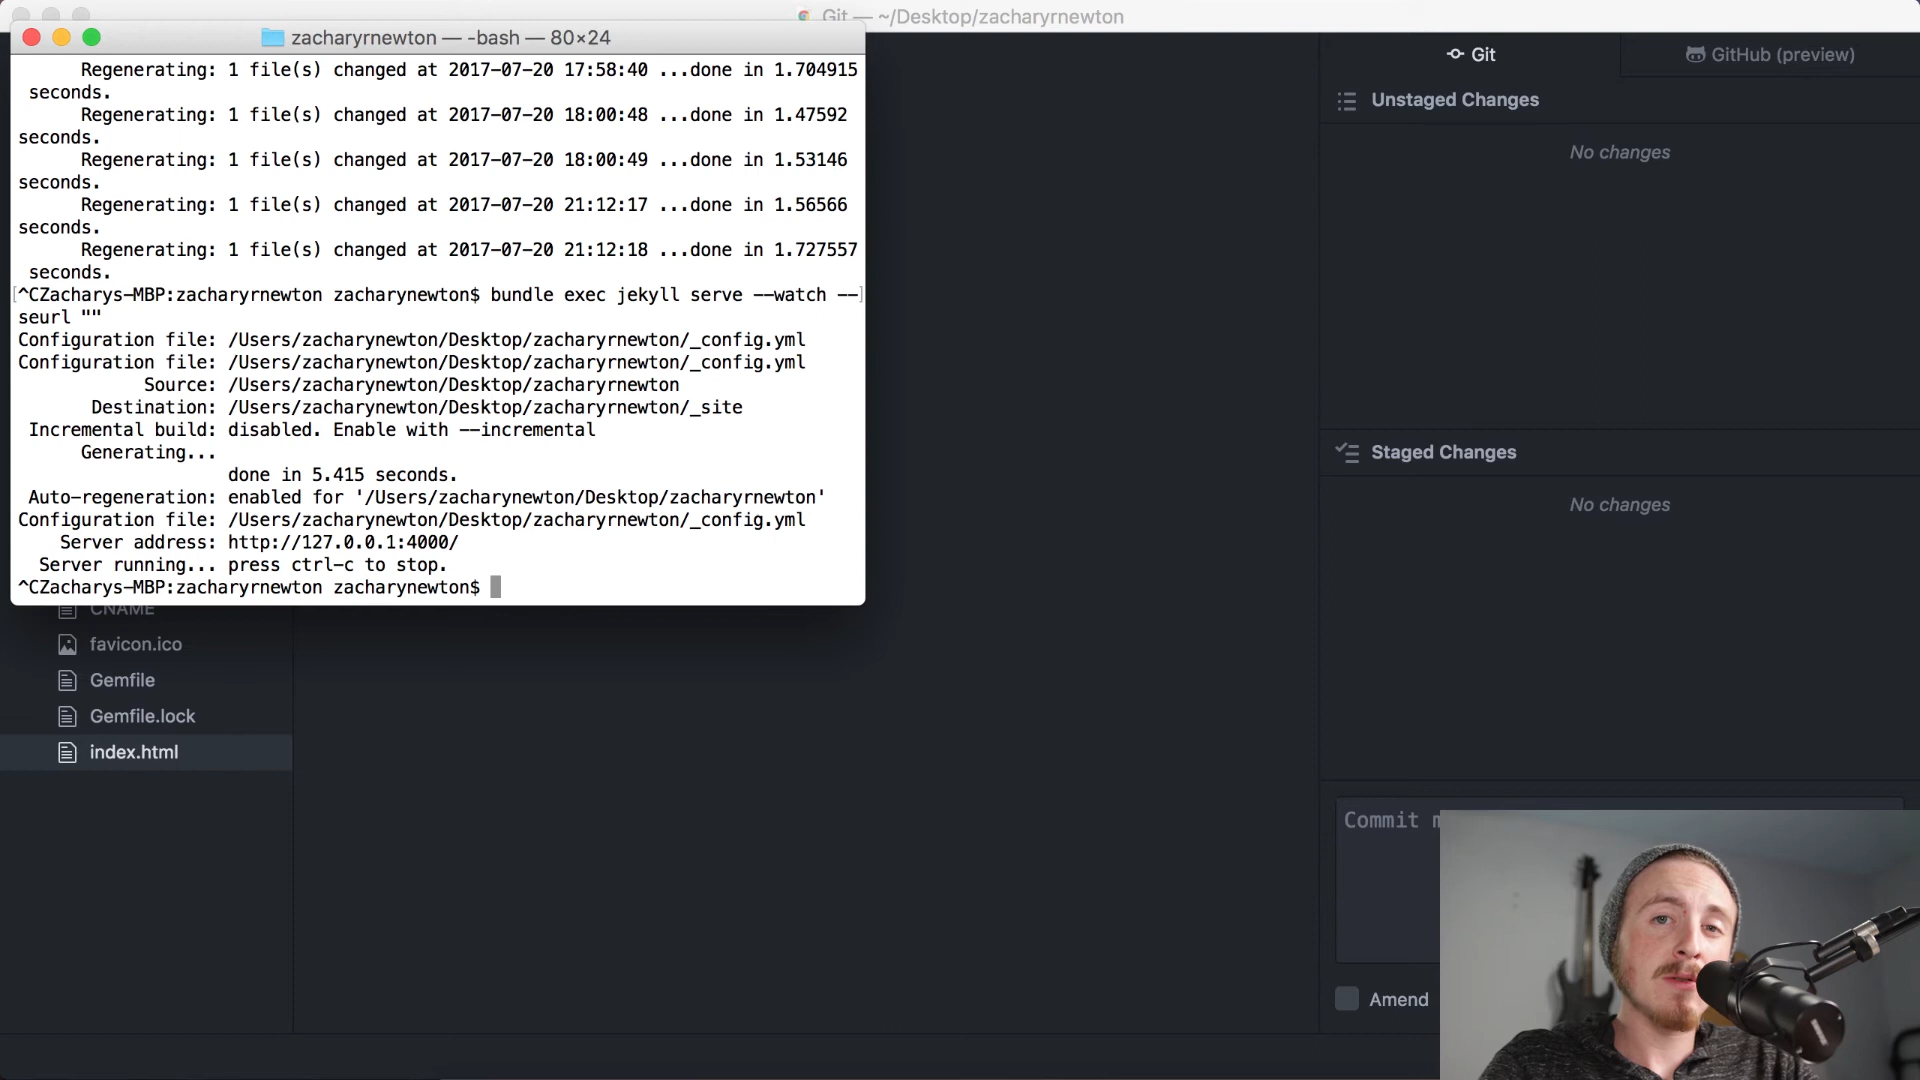 Git — ~/Desktop/zacharyrnewton
zacharyrnewton — -bash — 80×24
Regenerating: 1 file(s) changed at 2017-07-20 17:58:40 ...done in 1.704915
seconds.
Regenerating: 1 file(s) changed at 2017-07-20 18:00:48 ...done in 1.47592
seconds.
Regenerating: 1 file(s) changed at 2017-07-20 18:00:49 ...done in 1.53146
seconds.
Regenerating: 1 file(s) changed at 2017-07-20 21:12:17 ...done in 1.56566
seconds.
Regenerating: 1 file(s) changed at 2017-07-20 21:12:18 ...done in 1.727557
seconds.
[^CZacharys-MBP:zacharyrnewton zacharynewton$ bundle exec jekyll serve --watch --]
seurl ""
Configuration file: /Users/zacharynewton/Desktop/zacharyrnewton/_config.yml
Configuration file: /Users/zacharynewton/Desktop/zacharyrnewton/_config.yml
Source: /Users/zacharynewton/Desktop/zacharyrnewton
Destination: /Users/zacharynewton/Desktop/zacharyrnewton/_site
Incremental build: disabled. Enable with --incremental
Generating...
done in 5.415 seconds.
Auto-regeneration: enabled for '/Users/zacharynewton/Desktop/zacharyrnewton'
Configuration file: /Users/zacharynewton/Desktop/zacharyrnewton/_config.yml
Server address: http://127.0.0.1:4000/
Server running... press ctrl-c to stop.
^CZacharys-MBP:zacharyrnewton zacharynewton$
CNAME
favicon.ico
Gemfile
Gemfile.lock
index.html
Git
GitHub (preview)
Unstaged Changes
No changes
Staged Changes
No changes
Commit
Amend